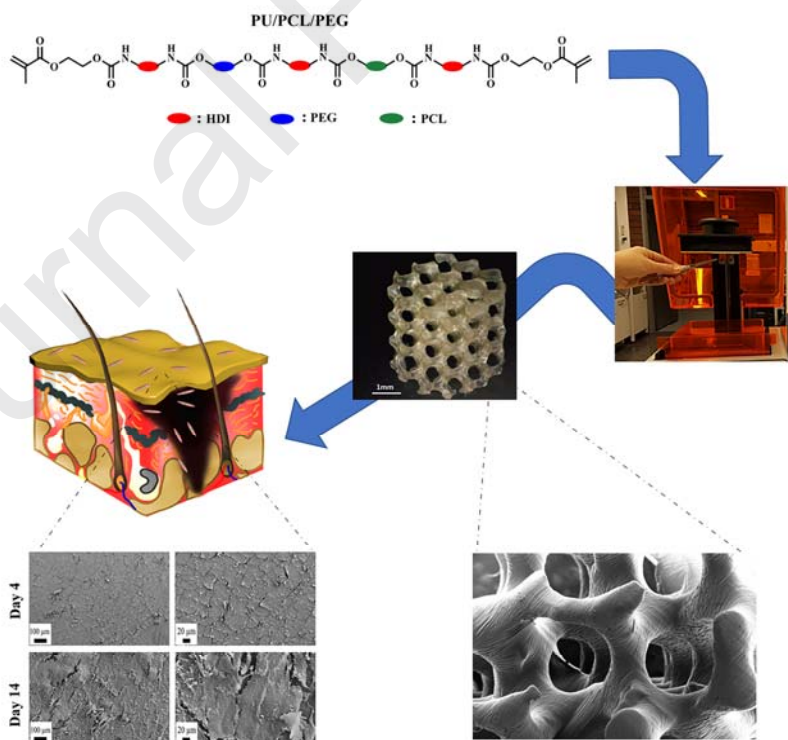 PU/PCL/PEG
: HDI
: PEG
: PCL
1mm
Day 4
100 μm
20 μm
Day 14
100 μm
20 μm